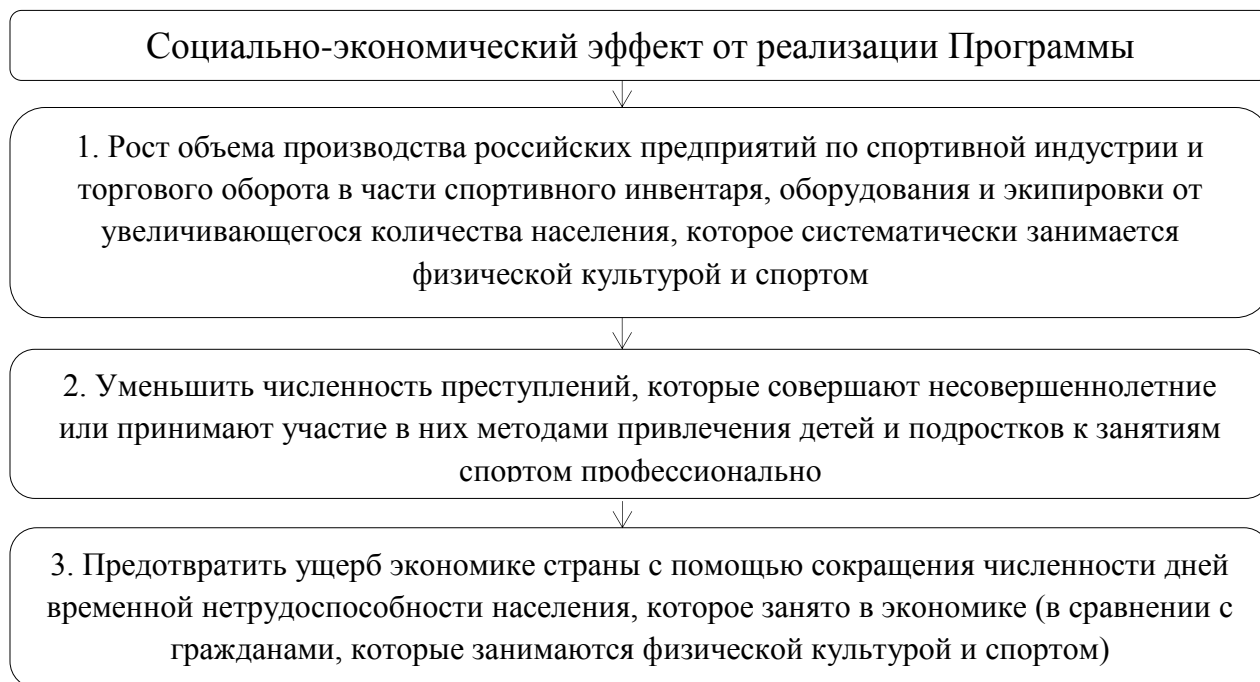 Социально-экономический эффект от реализации Программы
1. Рост объема производства российских предприятий по спортивной индустрии и
торгового оборота в части спортивного инвентаря, оборудования и экипировки от
увеличивающегося количества населения, которое систематически занимается
физической культурой и спортом
2. Уменьшить численность преступлений, которые совершают несовершеннолетние
или принимают участие в них методами привлечения детей и подростков к занятиям
спортом профессионально
3. Предотвратить ущерб экономике страны с помощью сокращения численности дней
временной нетрудоспособности населения, которое занято в экономике (в сравнении с
гражданами, которые занимаются физической культурой и спортом)